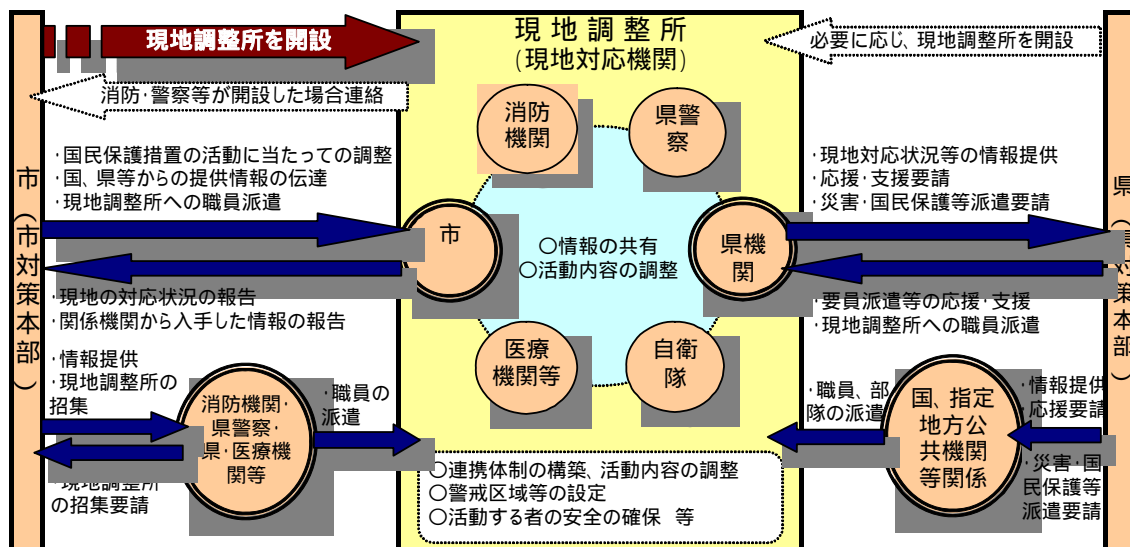 現地調整所を開設
消防・警察等が開設した場合連絡
・国民保護措置の活動に当たっての調整
・国、県等からの提供情報の伝達
・現地調整所への職員派遣
市（市対策本部）
・現地の対応状況の報告
・関係機関から入手した情報の報告
・情報提供
・現地調整所の
招集
消防機関・
県警察・
県・医療機
関等
・職員の
派遣
・現地調整所
の招集要請
現地調整所
(現地対応機関)
消防
機関
県警
察
市
県機
関
○情報の共有
○活動内容の調整
医療
機関等
自衛
隊
○連携体制の構築、活動内容の調整
○警戒区域等の設定
○活動する者の安全の確保 等
必要に応じ、現地調整所を開設
・現地対応状況等の情報提供
・応援・支援要請
・災害・国民保護等派遣要請
県（県対策本部）
・要員派遣等の応援・支援
・現地調整所への職員派遣
・職員、部
隊の派遣
国、指定
地方公
共機関
等関係
・情報提供
・応援要請
・災害・国
民保護等
派遣要請